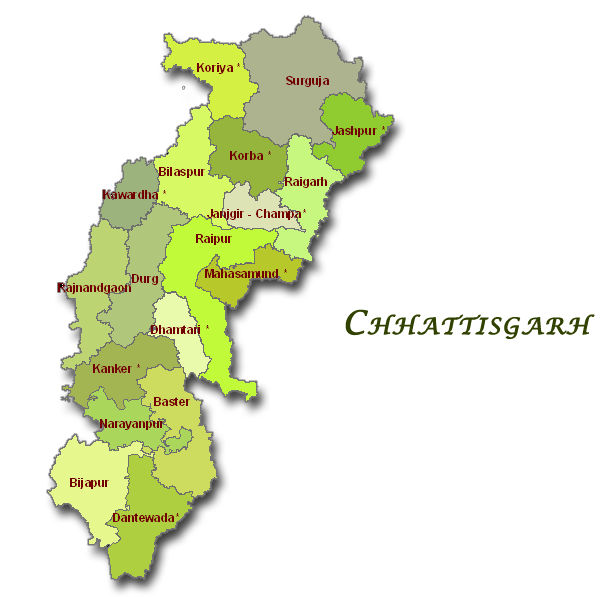 Koriya *
Surguja
Jashpur *
Korba *
Bilaspur
Raigarh
Kawardha *
Janjgir - Champa *
Raipur
Mahasamund *
Durg
Rajnandgaon
CHHATTISGARH
Dhamtari *
Kanker *
Baster
Narayanpur
Bijapur
Dantewada *